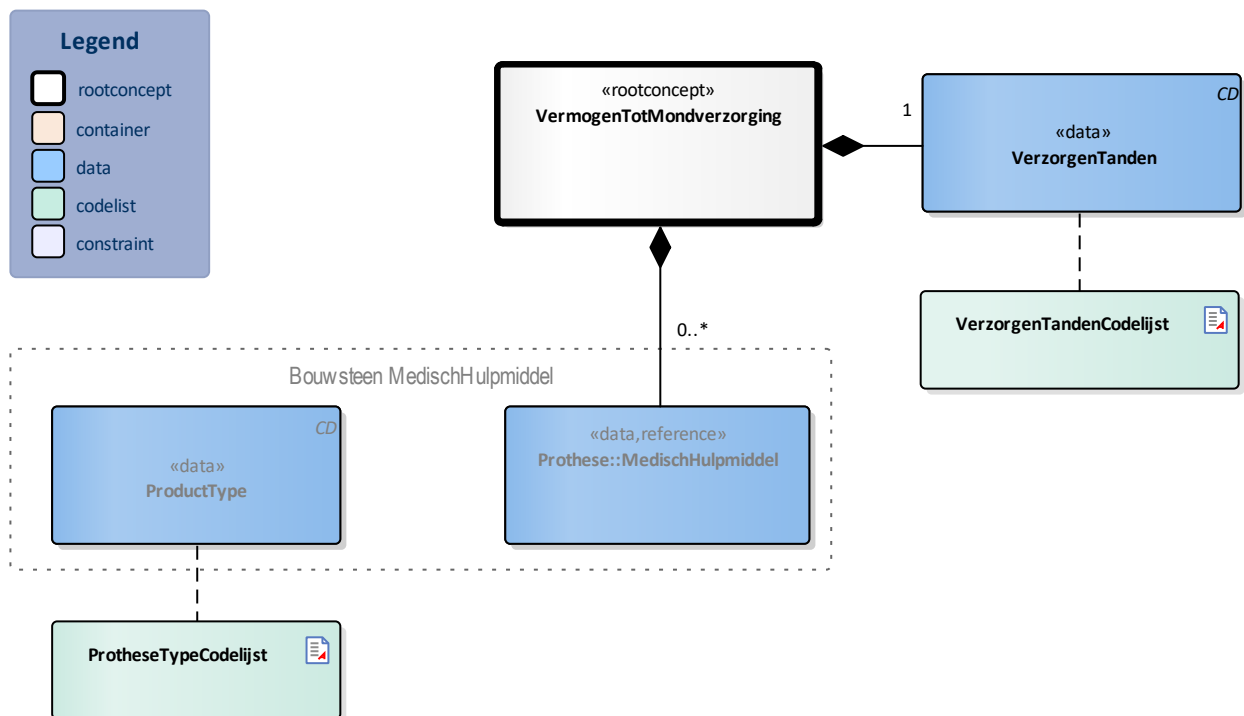 Legend
rootconcept
container
data
codelist
constraint
«rootconcept»
VermogenTotMondverzorging
1
CD
«data»
VerzorgenTanden
VerzorgenTandenCodelijst
0..*
Bouwsteen MedischHulpmiddel
CD
«data»
ProductType
«data,reference»
Prothese::MedischHulpmiddel
ProtheseTypeCodelijst